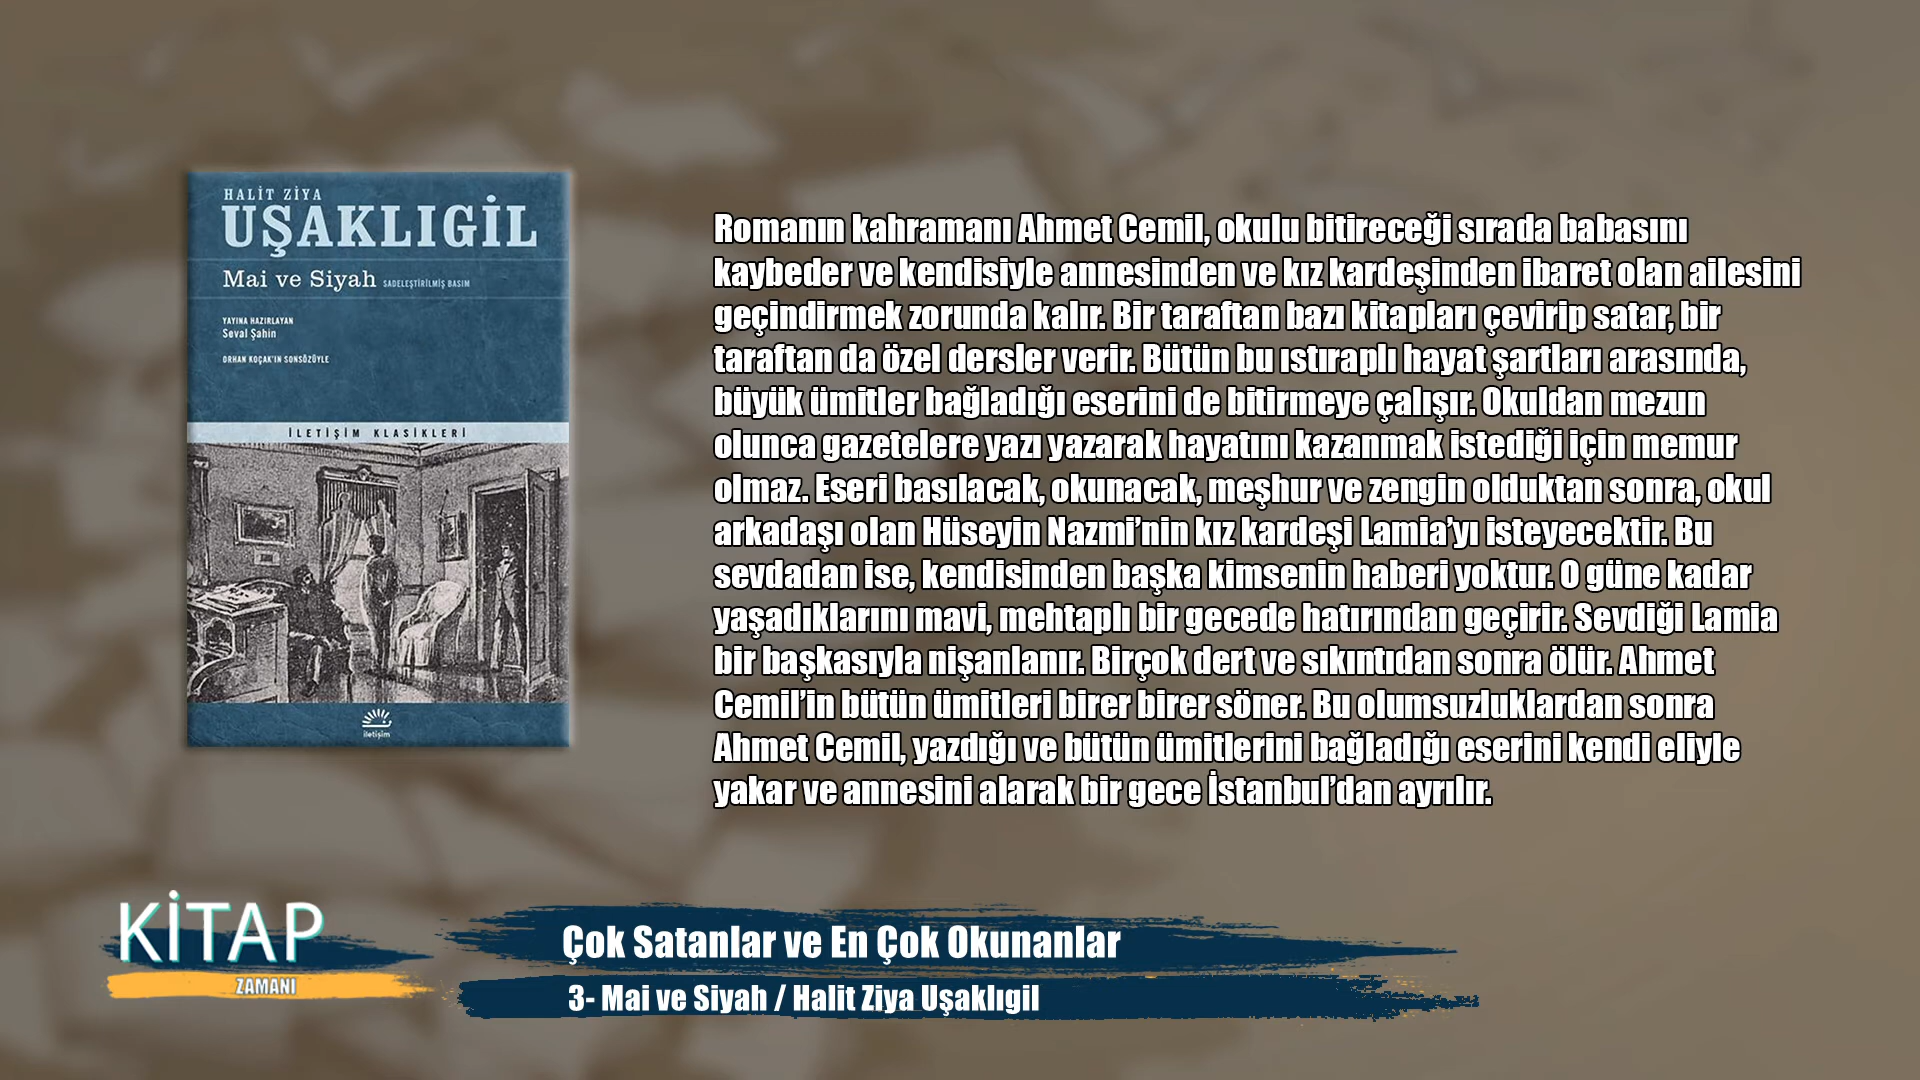 HALİT ZİYA
UŞAKLIGİL
Mai ve Siyah SADELEŞTİRİLMİŞ BASIM
YAYINA HAZIRLAYAN
Seval Şahin
ORHAN KOÇAK'IN SONSÖZÜYLE
İLETİŞİM KLASİKLERİ
iletişim
Romanın kahramanı Ahmet Cemil, okulu bitireceği sırada babasını
kaybeder ve kendisiyle annesinden ve kız kardeşinden ibaret olan ailesini
geçindirmek zorunda kalır. Bir taraftan bazı kitapları çevirip satar, bir
taraftan da özel dersler verir. Bütün bu ıstıraplı hayat şartları arasında,
büyük ümitler bağladığı eserini de bitirmeye çalışır. Okuldan mezun
olunca gazetelere yazı yazarak hayatını kazanmak istediği için memur
olmaz. Eseri basılacak, okunacak, meşhur ve zengin olduktan sonra, okul
arkadaşı olan Hüseyin Nazmi’nin kız kardeşi Lamia’yı isteyecektir. Bu
sevdadan ise, kendisinden başka kimsenin haberi yoktur. O güne kadar
yaşadıklarını mavi, mehtaplı bir gecede hatırından geçirir. Sevdiği Lamia
bir başkasıyla nişanlanır. Birçok dert ve sıkıntıdan sonra ölür. Ahmet
Cemil’in bütün ümitleri birer birer söner. Bu olumsuzluklardan sonra
Ahmet Cemil, yazdığı ve bütün ümitlerini bağladığı eserini kendi eliyle
yakar ve annesini alarak bir gece İstanbul’dan ayrılır.
KİTAP
ZAMANI
Çok Satanlar ve En Çok Okunanlar
3- Mai ve Siyah / Halit Ziya Uşaklıgil